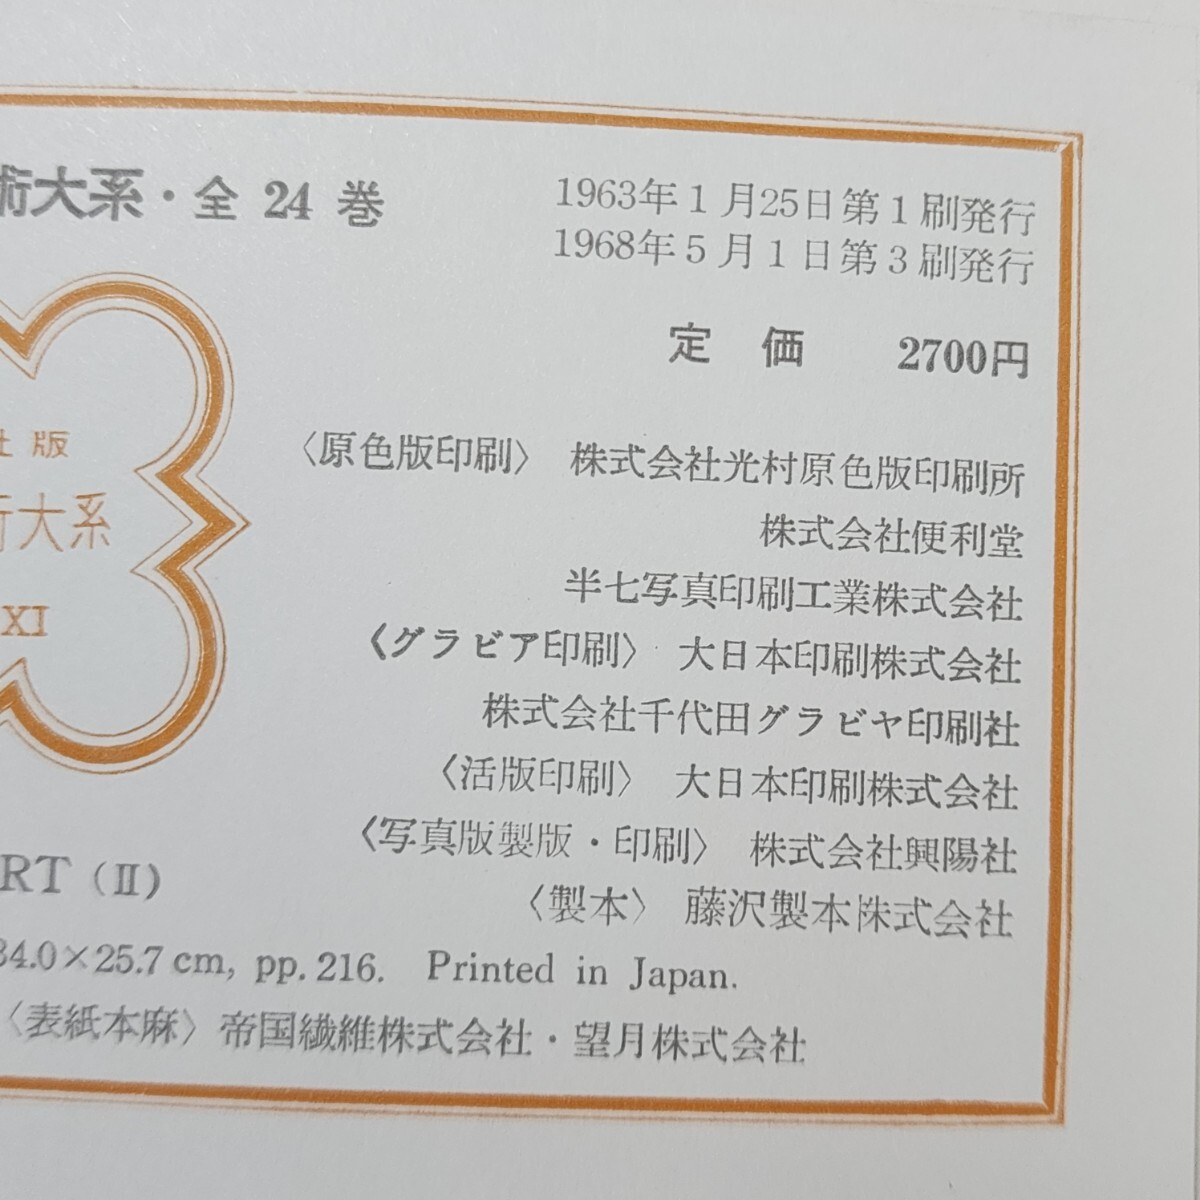 術大系・全 24 巻
1963年1月25日第1刷発行
1968年5月1日第3刷発行
定 価 2700円
社版
術大系
XI
〈原色版印刷〉 株式会社光村原色版印刷所
株式会社便利堂
半七写真印刷工業株式会社
〈グラビア印刷〉 大日本印刷株式会社
株式会社千代田グラビヤ印刷社
〈活版印刷〉 大日本印刷株式会社
〈写真版製版・印刷〉 株式会社興陽社
〈製本〉 藤沢製本株式会社
RT (II)
34.0×25.7 cm, pp. 216. Printed in Japan.
〈表紙本麻〉帝国繊維株式会社・望月株式会社